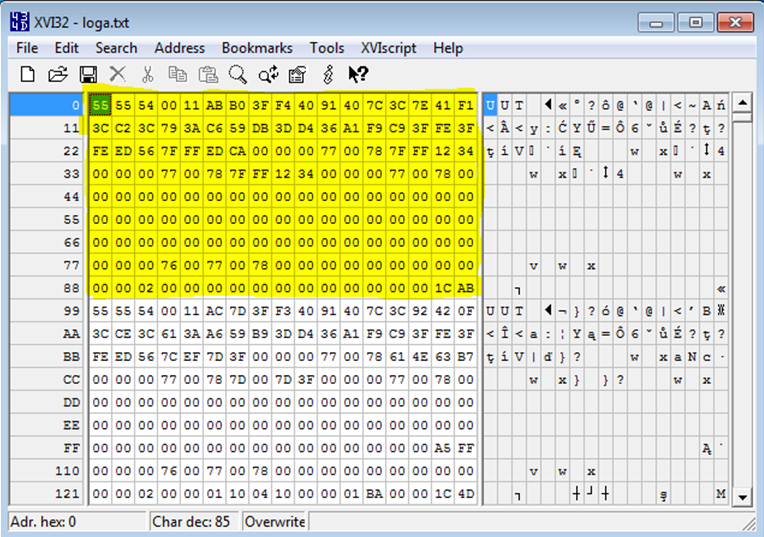 XVI32 - loga.txt
File Edit Search Address Bookmarks Tools XVIscript Help
0 55 55 54 00 11 AB B0 3F F4 40 91 40 7C 3C 7E 41 F1 U U T ◄ « ° ? ô @ ‘ @ | < ~ A ń
11 3C C2 3C 79 3A C6 59 DB 3D D4 36 A1 F9 C9 3F FE 3F < Â < y : Ć Y Ű = Ô 6 ˇ ů É ? ţ ?
22 FE ED 56 7F FF ED CA 00 00 00 77 00 78 7F FF 12 34 ţ í V ▯ ˙ í Ę w x ▯ ˙ ↕ 4
33 00 00 00 77 00 78 7F FF 12 34 00 00 00 77 00 78 00 w x ▯ ˙ ↕ 4 w x
44 00 00 00 00 00 00 00 00 00 00 00 00 00 00 00 00 00
55 00 00 00 00 00 00 00 00 00 00 00 00 00 00 00 00 00
66 00 00 00 00 00 00 00 00 00 00 00 00 00 00 00 00 00
77 00 00 00 76 00 77 00 78 00 00 00 00 00 00 00 00 00 v w x
88 00 00 02 00 00 00 00 00 00 00 00 00 00 00 00 1C AB ┐ «
99 55 55 54 00 11 AC 7D 3F F3 40 91 40 7C 3C 92 42 0F U U T ◄ ¬ } ? ó @ ‘ @ | < ’ B
AA 3C CE 3C 61 3A A6 59 B9 3D D4 36 A1 F9 C9 3F FE 3F < Î < a : ¦ Y ą = Ô 6 ˇ ů É ? ţ ?
BB FE ED 56 7C EF 7D 3F 00 00 00 77 00 78 61 4E 63 B7 ţ í V | ď } ? w x a N c ·
CC 00 00 00 77 00 78 7D 00 7D 3F 00 00 00 77 00 78 00 w x } } ? w x
DD 00 00 00 00 00 00 00 00 00 00 00 00 00 00 00 00 00
EE 00 00 00 00 00 00 00 00 00 00 00 00 00 00 00 00 00
FF 00 00 00 00 00 00 00 00 00 00 00 00 00 00 00 A5 FF Ą ˙
110 00 00 00 76 00 77 00 78 00 00 00 00 00 00 00 00 00 v w x
121 00 00 02 00 00 01 10 04 10 00 00 01 BA 00 00 1C 4D ┐ ┼ ┘ ┼ ş M
Adr. hex: 0 Char dec: 85 Overwrite